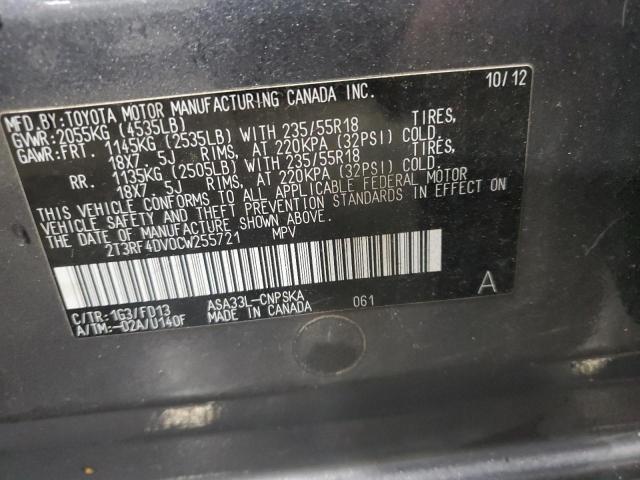 MFD.BY:TOYOTA MOTOR MANUFACTURING CANADA INC. 10/12
GVWR:2055KG (4535LB)
GAWR:FRT. 1145KG (2535LB) WITH 235/55R18 TIRES,
18X7. 5J RIMS, AT 220KPA (32PSI) COLD.
RR. 1135KG (2505LB) WITH 235/55R18 TIRES,
18X7. 5J RIMS, AT 220KPA (32PSI) COLD.
THIS VEHICLE CONFORMS TO ALL APPLICABLE FEDERAL MOTOR
VEHICLE SAFETY AND THEFT PREVENTION STANDARDS IN EFFECT ON
THE DATE OF MANUFACTURE SHOWN ABOVE.
2T3RF4DV0CW255721 MPV
C/TR:1G3/FD13 ASA33L-CNPSKA 061 A
A/TM:-02A/U140F MADE IN CANADA